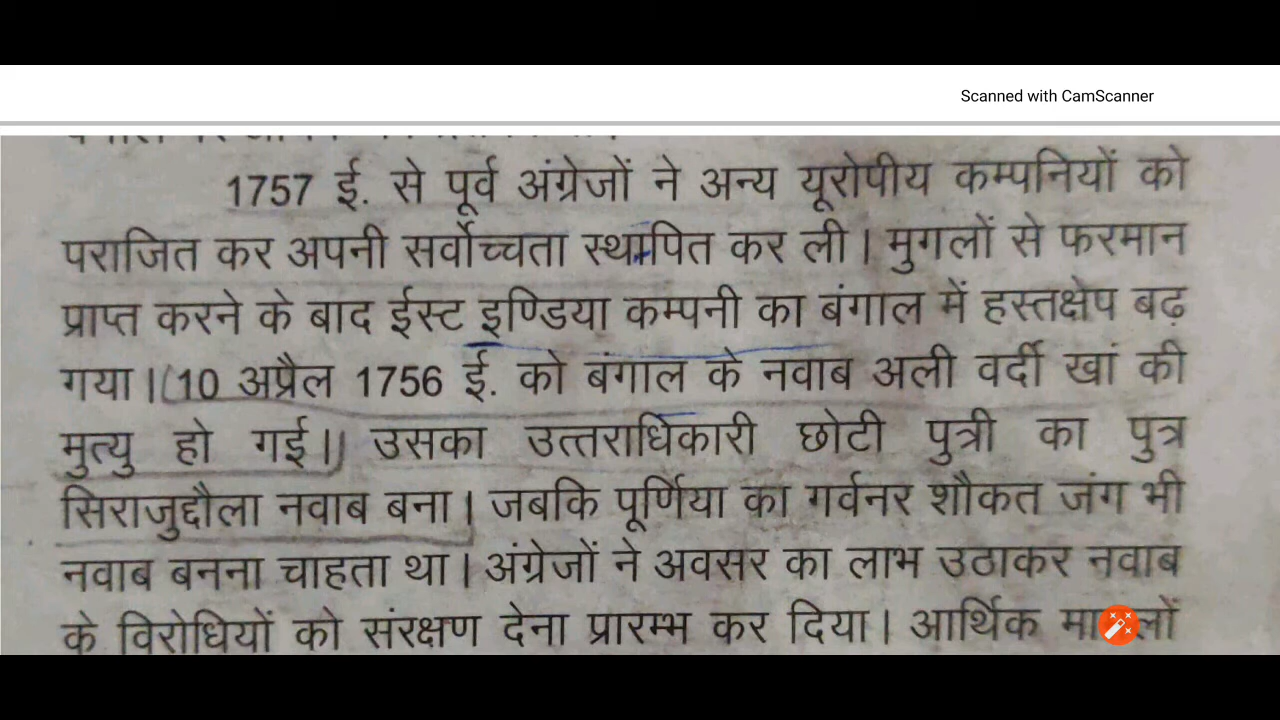 Scanned with CamScanner
1757 ई. से पूर्व अंग्रेजों ने अन्य यूरोपीय कम्पनियों को
पराजित कर अपनी सर्वोच्चता स्थापित कर ली। मुगलों से फरमान
प्राप्त करने के बाद ईस्ट इण्डिया कम्पनी का बंगाल में हस्तक्षेप बढ़
गया।(10 अप्रैल 1756 ई. को बंगाल के नवाब अली वर्दी खां की
मुत्यु हो गई।) उसका उत्तराधिकारी छोटी पुत्री का पुत्र
सिराजुद्दौला नवाब बना। जबकि पूर्णिया का गर्वनर शौकत जंग भी
नवाब बनना चाहता था। अंग्रेजों ने अवसर का लाभ उठाकर नवाब
के विरोधियों को संरक्षण देना प्रारम्भ कर दिया। आर्थिक